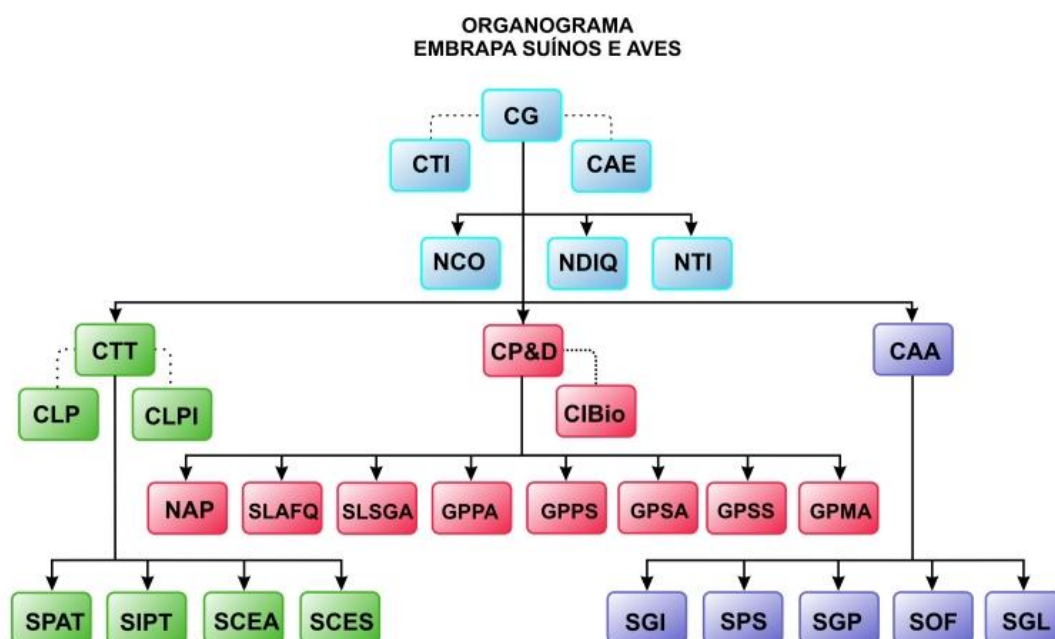 ORGANOGRAMA
EMBRAPA SUÍNOS E AVES
CG
CTI
CAE
NCO
NDIQ
NTI
CTT
CP&D
CAA
CLP
CLPI
CIBio
NAP
SLAFQ
SLSGA
GPPA
GPPS
GPSA
GPSS
GPMA
SPAT
SIPT
SCEA
SCES
SGI
SPS
SGP
SOF
SGL